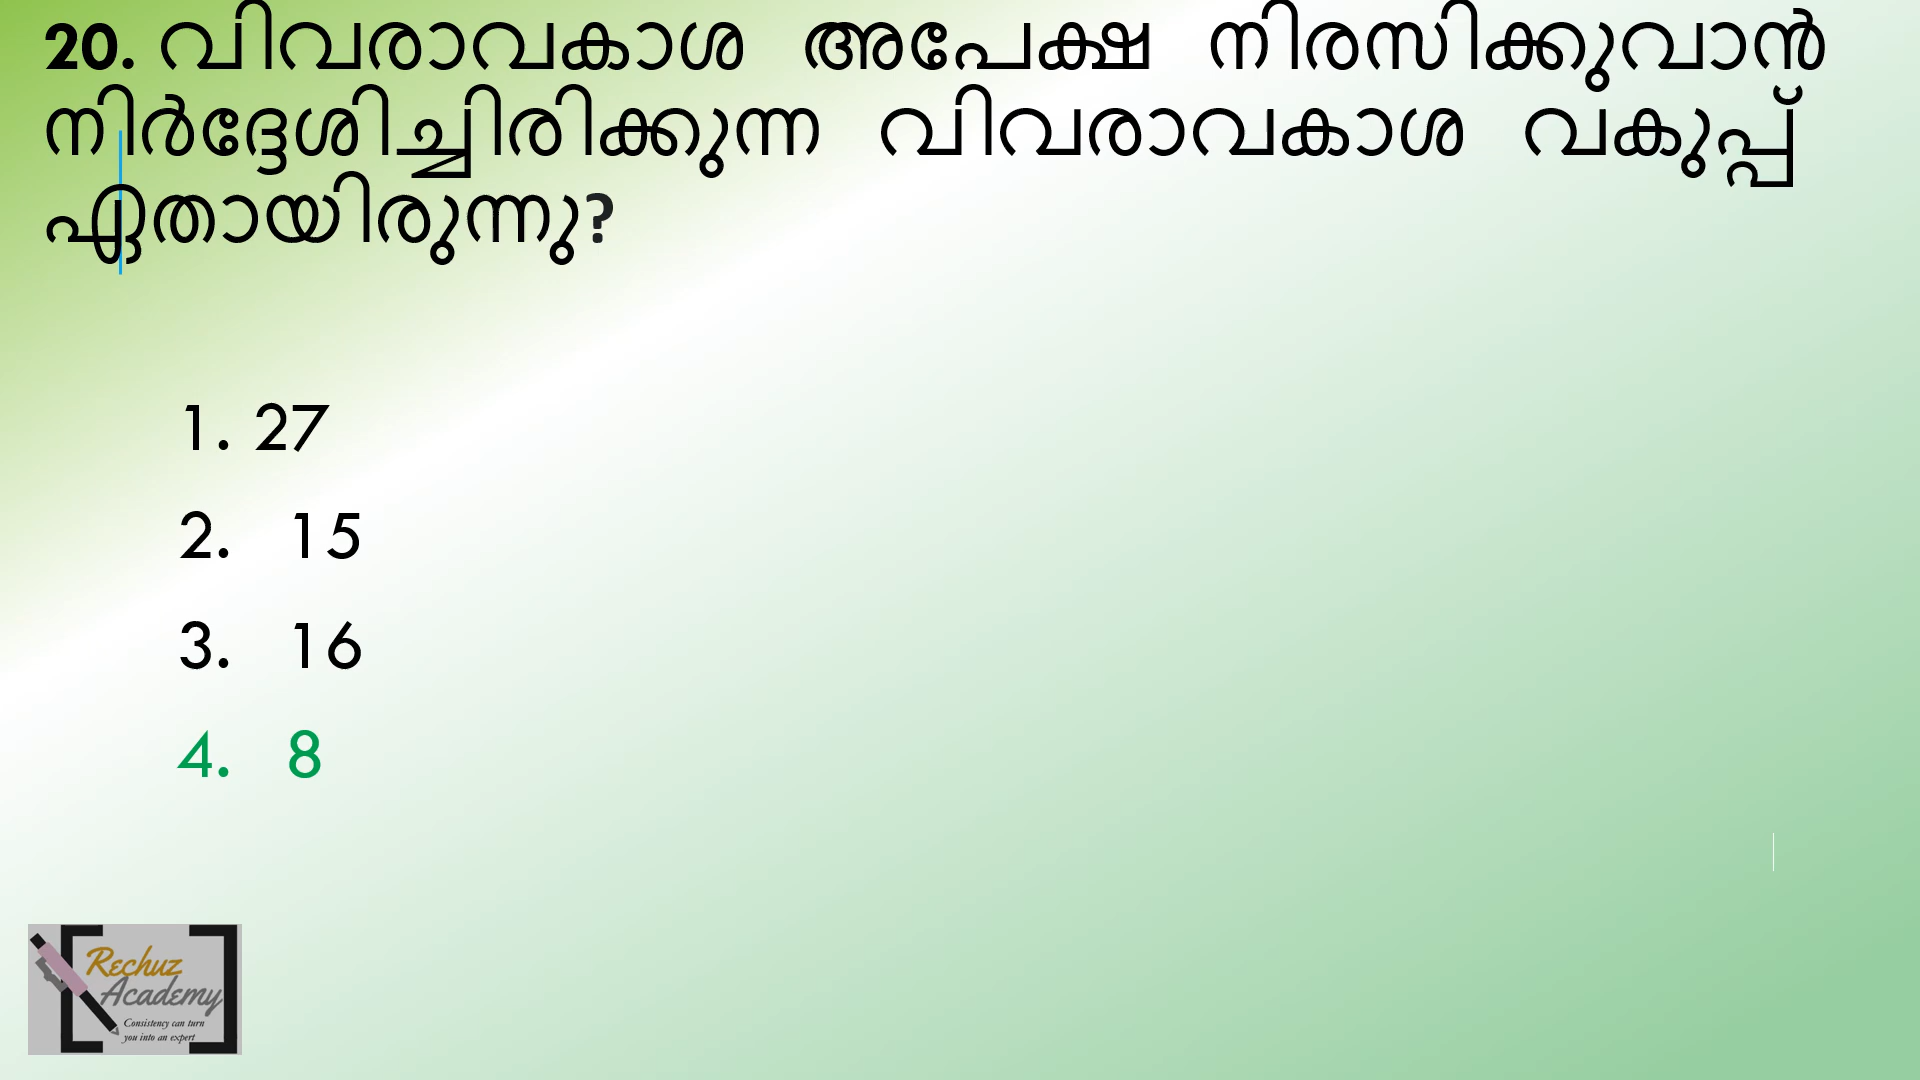 20. വിവരാവകാശ അപേക്ഷ നിരസിക്കുവാൻ
നിർദ്ദേശിച്ചിരിക്കുന്ന വിവരാവകാശ വകുപ്പ്
ഏതായിരുന്നു?
1. 27
2. 15
3. 16
4. 8
Rechuz
Academy
Consistency can turn
you into an expert